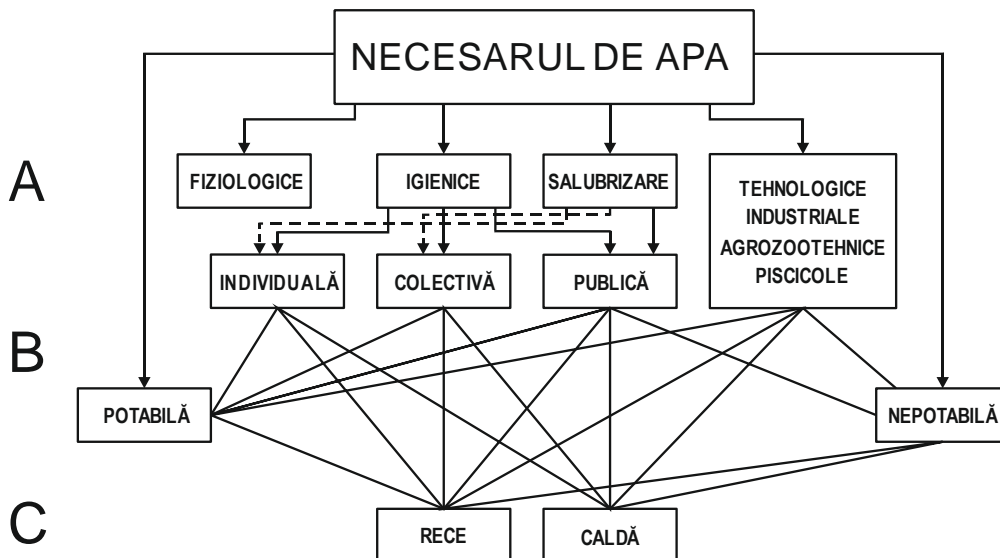 NECESARUL DE APA
A
FIZIOLOGICE
IGIENICE
SALUBRIZARE
TEHNOLOGICE
INDUSTRIALE
AGROZOOTEHNICE
PISCICOLE
INDIVIDUALĂ
COLECTIVĂ
PUBLICĂ
B
POTABILĂ
NEPOTABILĂ
C
RECE
CALDĂ